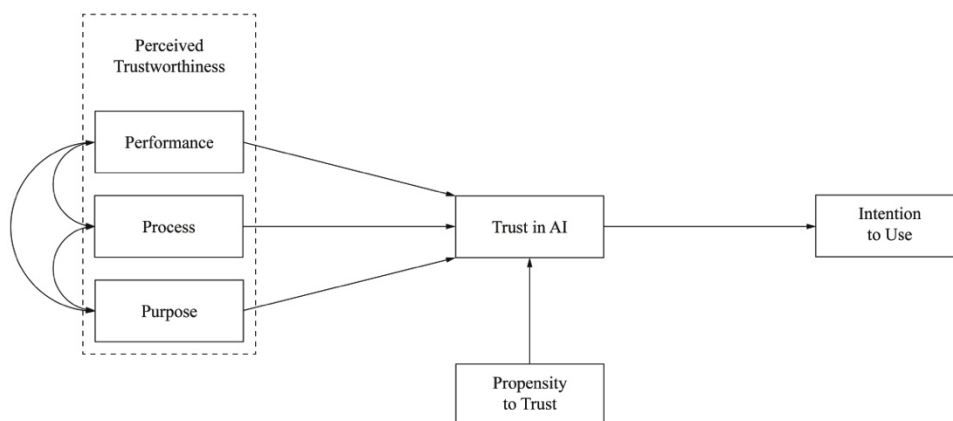 Perceived
Trustworthiness
Performance
Process
Purpose
Trust in AI
Intention
to Use
Propensity
to Trust